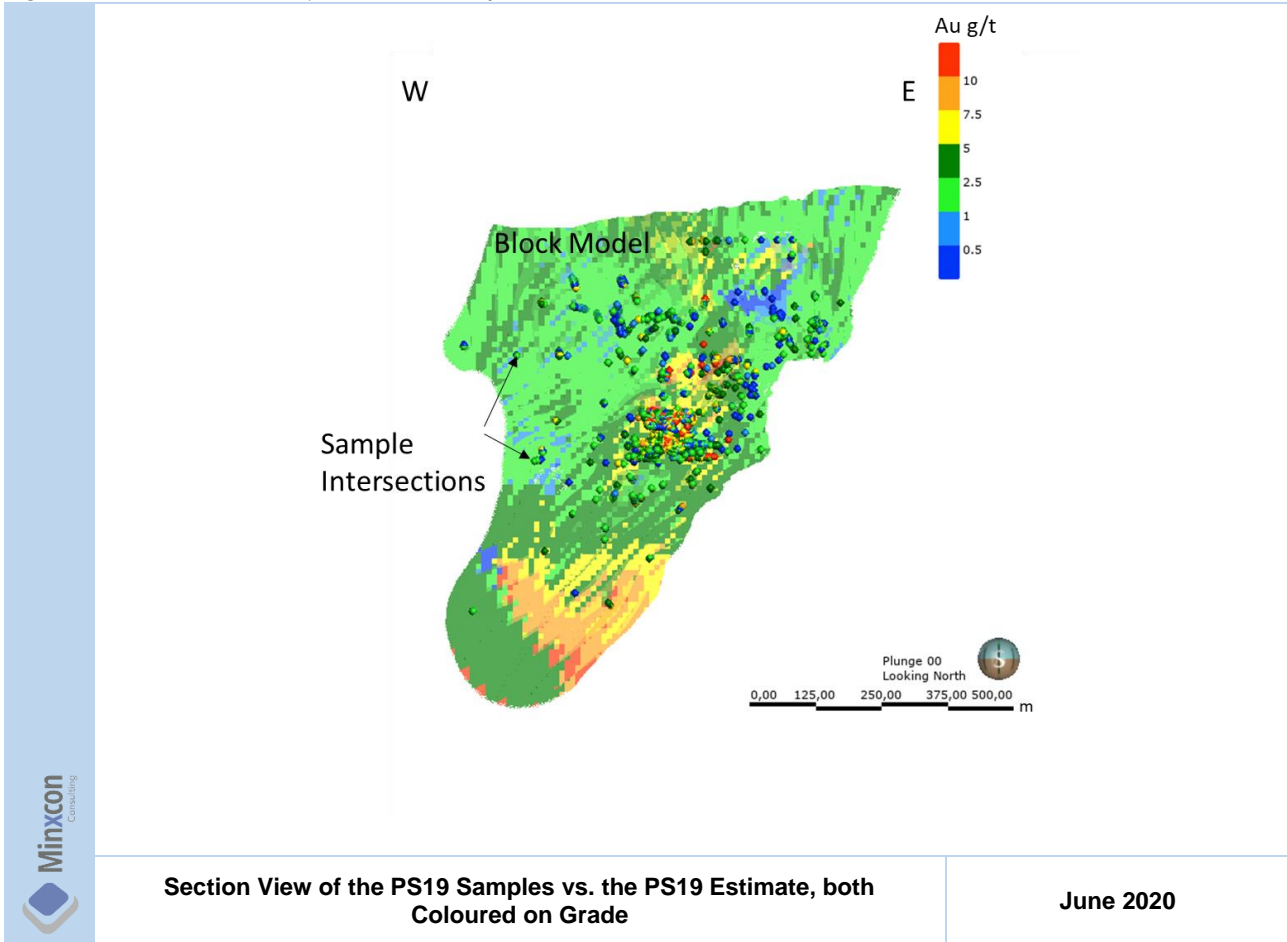 Au g/t
W
E
10
7.5
5
2.5
1
0.5
Block Model
Sample
Intersections
Plunge 00
Looking North
S
0,00 125,00 250,00 375,00 500,00
m
Minxcon
Consulting
Section View of the PS19 Samples vs. the PS19 Estimate, both
Coloured on Grade
June 2020